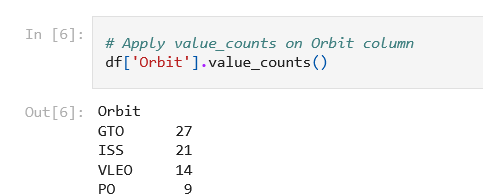 In [6]:
# Apply value_counts on Orbit column
df['Orbit'].value_counts()
Out[6]:
Orbit
GTO 27
ISS 21
VLEO 14
PO 9